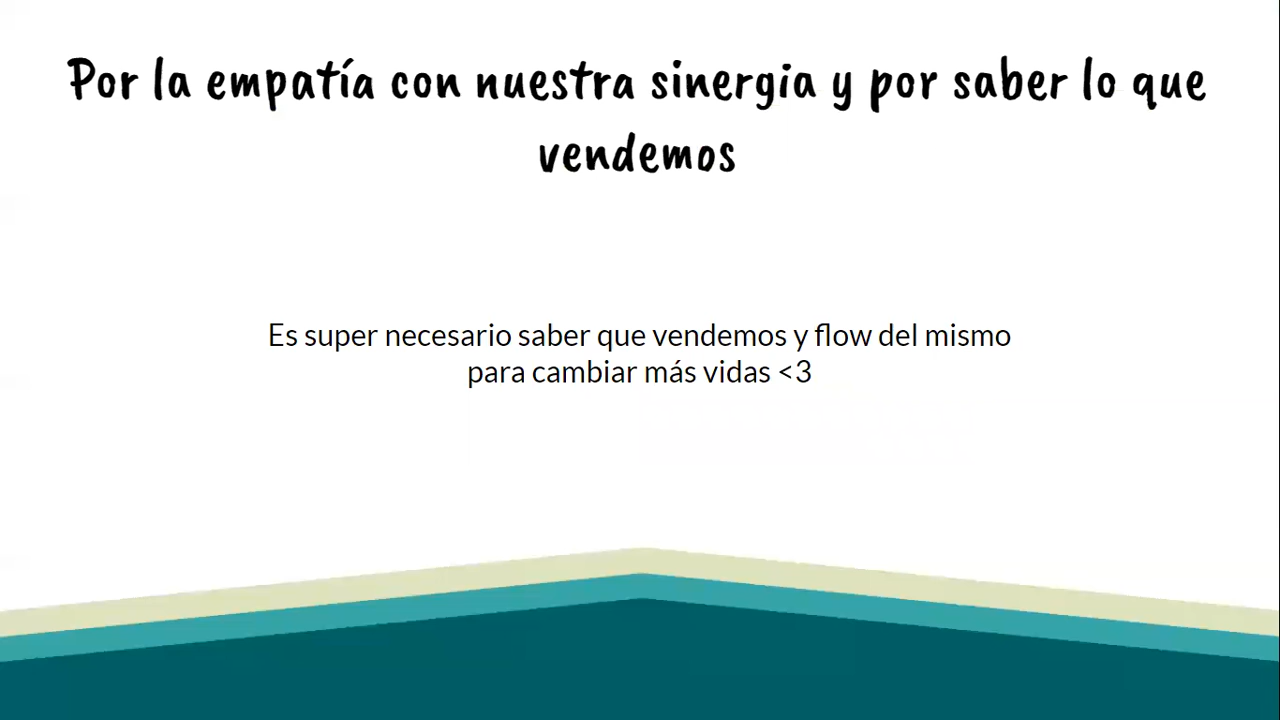 Por la empatía con nuestra sinergia y por saber lo que
vendemos
Es super necesario saber que vendemos y flow del mismo
para cambiar más vidas <3